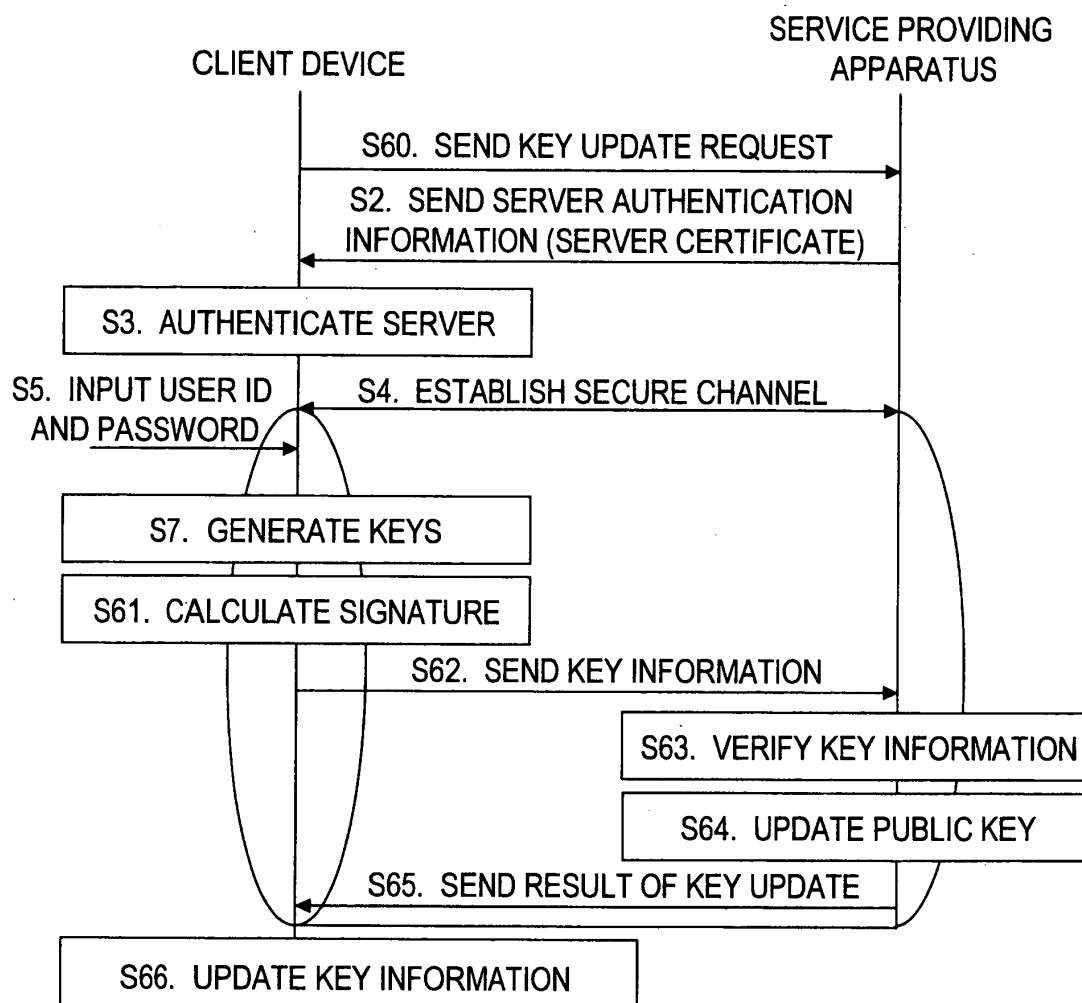 SERVICE PROVIDING
APPARATUS
CLIENT DEVICE
S60. SEND KEY UPDATE REQUEST
S2. SEND SERVER AUTHENTICATION
INFORMATION (SERVER CERTIFICATE)
S3. AUTHENTICATE SERVER
S5. INPUT USER ID
AND PASSWORD
S4. ESTABLISH SECURE CHANNEL
S7. GENERATE KEYS
S61. CALCULATE SIGNATURE
S62. SEND KEY INFORMATION
S63. VERIFY KEY INFORMATION
S64. UPDATE PUBLIC KEY
S65. SEND RESULT OF KEY UPDATE
S66. UPDATE KEY INFORMATION